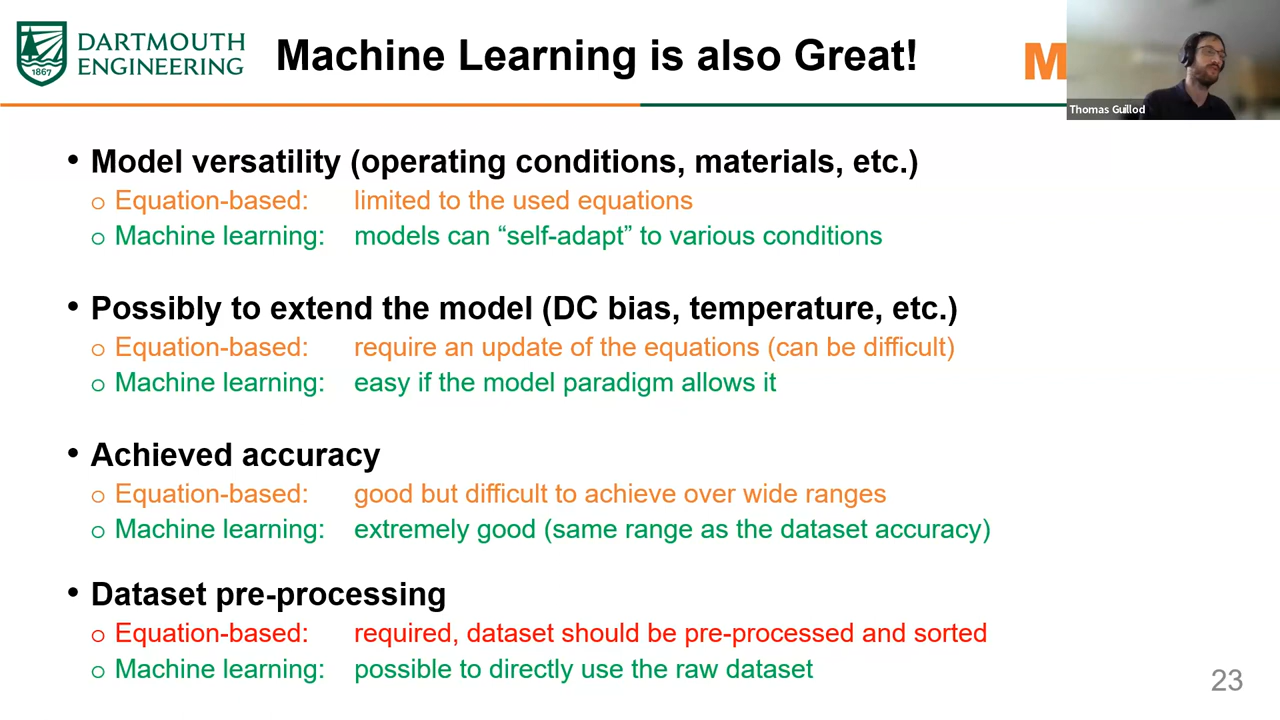 DARTMOUTH
ENGINEERING
1867
Machine Learning is also Great!
M
Thomas Guillod
• Model versatility (operating conditions, materials, etc.)
o Equation-based: limited to the used equations
o Machine learning: models can “self-adapt” to various conditions
• Possibly to extend the model (DC bias, temperature, etc.)
o Equation-based: require an update of the equations (can be difficult)
o Machine learning: easy if the model paradigm allows it
• Achieved accuracy
o Equation-based: good but difficult to achieve over wide ranges
o Machine learning: extremely good (same range as the dataset accuracy)
• Dataset pre-processing
o Equation-based: required, dataset should be pre-processed and sorted
o Machine learning: possible to directly use the raw dataset
23